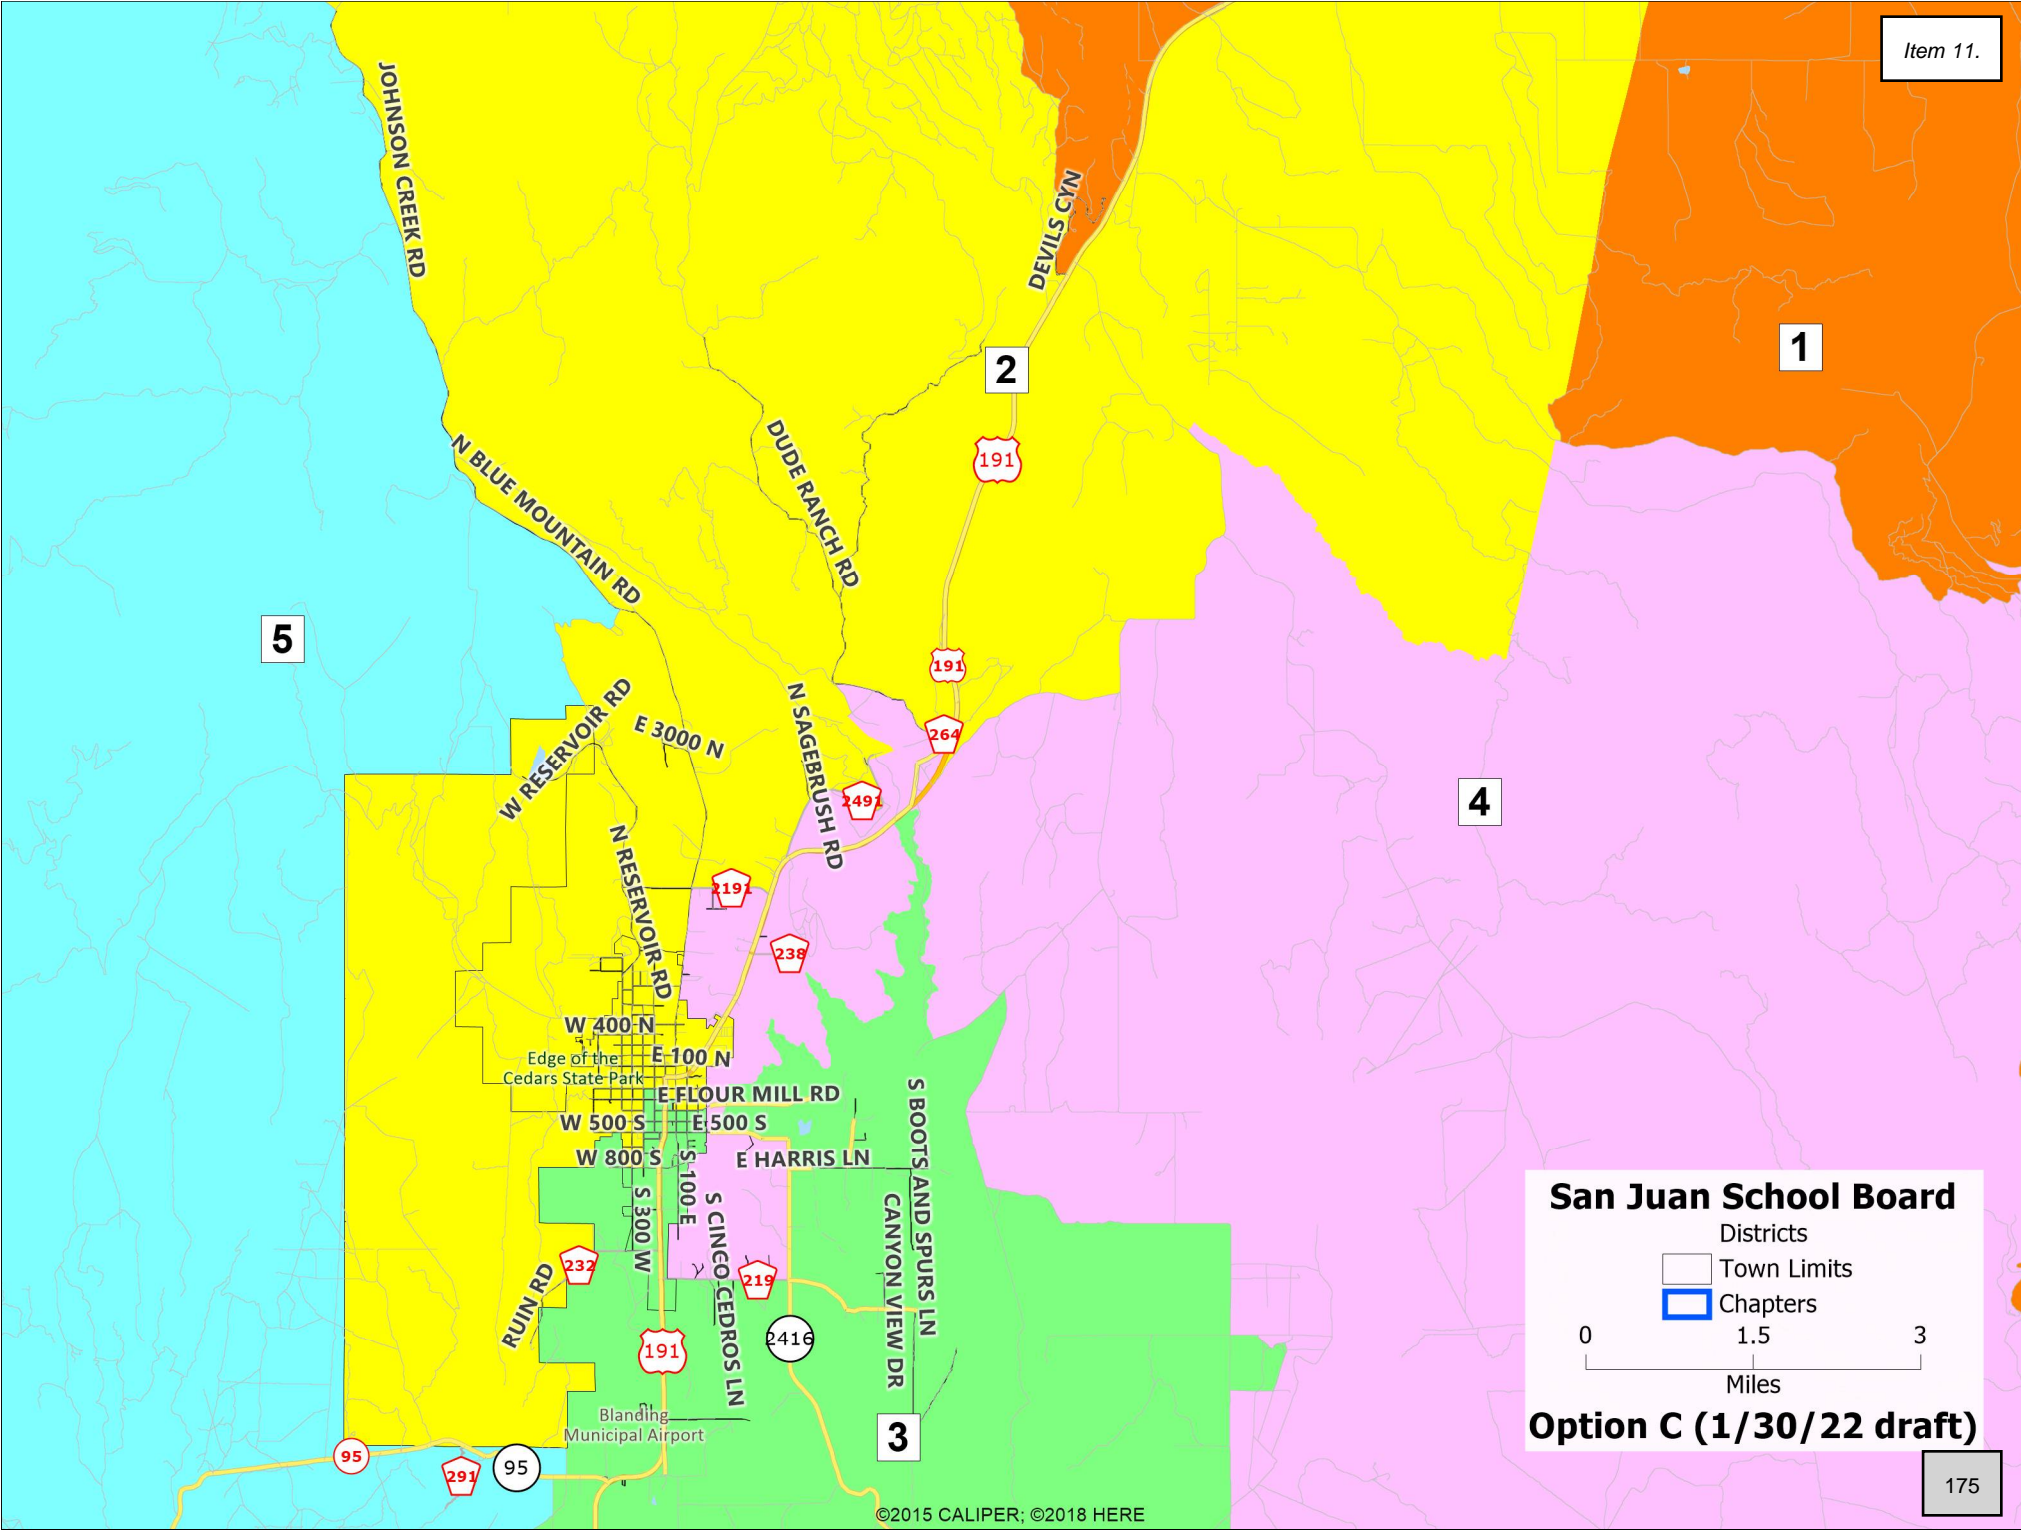 Item 11.
JOHNSON CREEK RD
DEVILS CYN
1
2
191
DUDE RANCH RD
N BLUE MOUNTAIN RD
5
191
N SAGEBRUSH RD
W RESERVOIR RD
E 3000 N
264
2491
4
N RESERVOIR RD
2191
238
W 400 N
E 100 N
Edge of the
Cedars State Park
E FLOUR MILL RD
W 500 S
E 500 S
W 800 S
S 100 E
E HARRIS LN
S BOOTS AND SPURS LN
S 300 W
S CINCO CEDROS LN
CANYON VIEW DR
232
219
RUIN RD
191
2416
Blanding
Municipal Airport
3
95
291
95
San Juan School Board
Districts
Town Limits
Chapters
0 1.5 3
Miles
Option C (1/30/22 draft)
175
©2015 CALIPER; ©2018 HERE